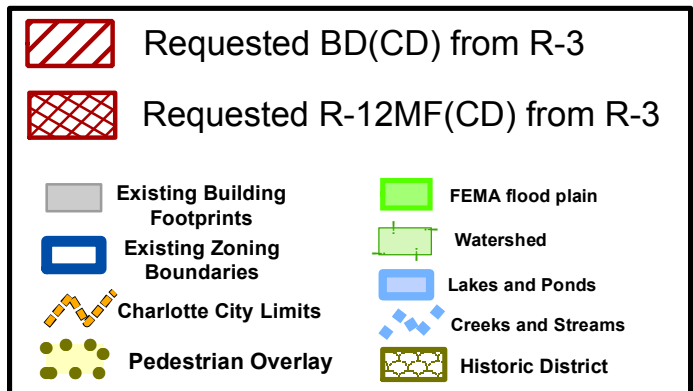 Requested BD(CD) from R-3
Requested R-12MF(CD) from R-3
Existing Building
Footprints
Existing Zoning
Boundaries
Charlotte City Limits
Pedestrian Overlay
FEMA flood plain
Watershed
Lakes and Ponds
Creeks and Streams
Historic District